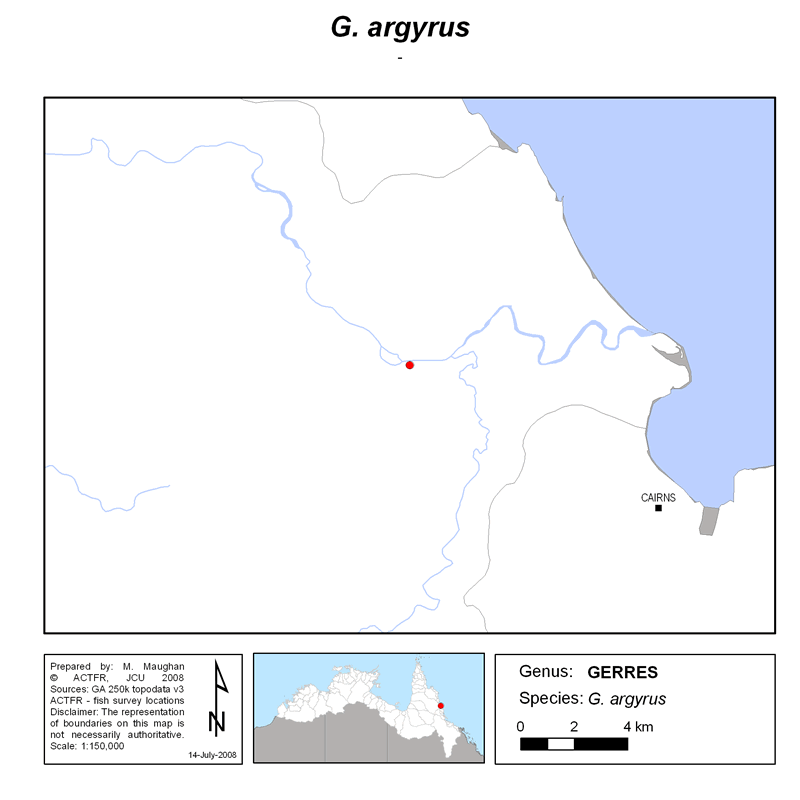 G. argyrus
-
CAIRNS
Prepared by: M. Maughan
© ACTFR, JCU 2008
Sources: GA 250k topodata v3
ACTFR - fish survey locations
Disclaimer: The representation
of boundaries on this map is
not necessarily authoritative.
Scale: 1:150,000
N
14-July-2008
Genus: GERRES
Species: G. argyrus
0 2 4 km